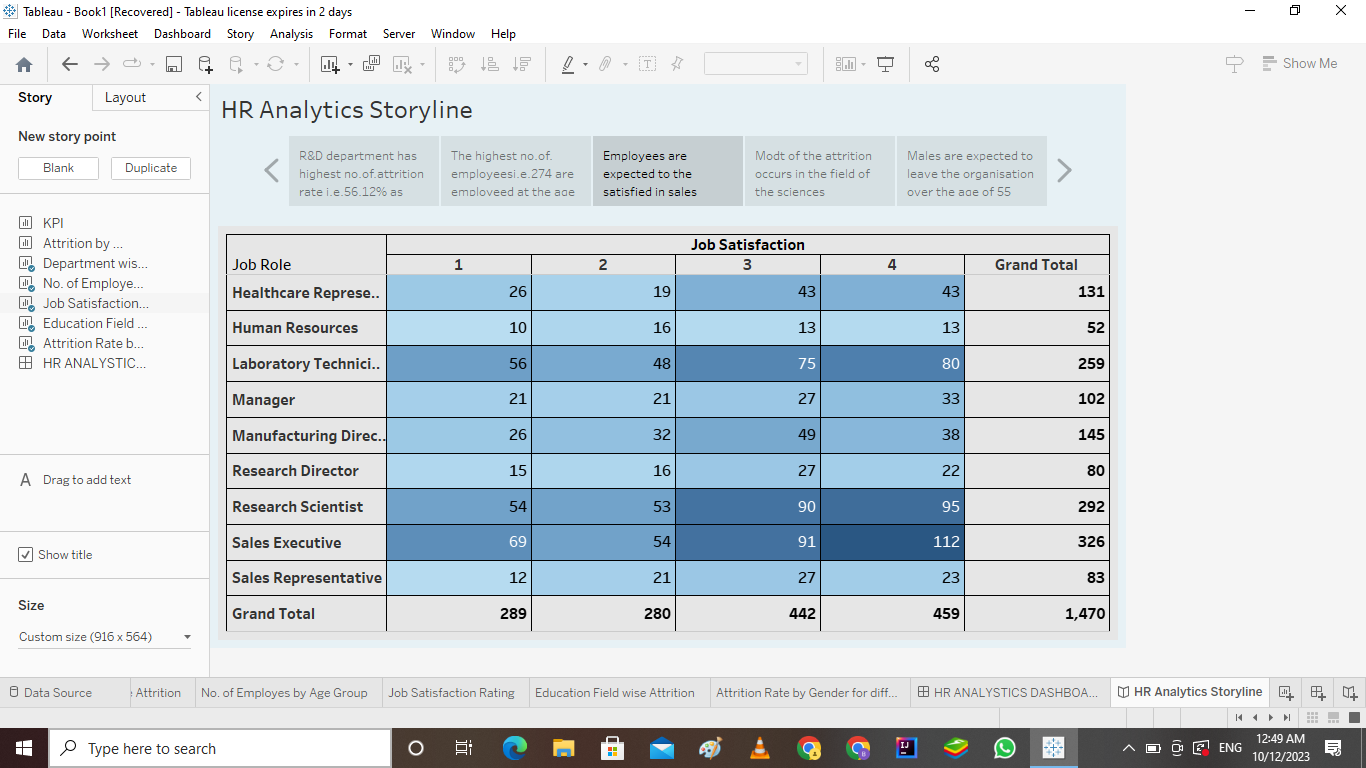 Tableau - Book1 [Recovered] - Tableau license expires in 2 days
File Data Worksheet Dashboard Story Analysis Format Server Window Help
Show Me
Story Layout
New story point
Blank Duplicate
KPI
Attrition by ...
Department wis...
No. of Employe...
Job Satisfaction...
Education Field ...
Attrition Rate b...
HR ANALYSTIC...
A Drag to add text
Show title
Size
Custom size (916 x 564)
HR Analytics Storyline
R&D department has
highest no.of.attrition
rate i.e.56.12% as
The highest no.of.
employeesi.e.274 are
employeed at the age
Employees are
expected to the
satisfied in sales
Modt of the attrition
occurs in the field of
the sciences
Males are expected to
leave the organisation
over the age of 55
Job Satisfaction
Job Role 1 2 3 4 Grand Total
Healthcare Represe.. 26 19 43 43 131
Human Resources 10 16 13 13 52
Laboratory Technici.. 56 48 75 80 259
Manager 21 21 27 33 102
Manufacturing Direc.. 26 32 49 38 145
Research Director 15 16 27 22 80
Research Scientist 54 53 90 95 292
Sales Executive 69 54 91 112 326
Sales Representative 12 21 27 23 83
Grand Total 289 280 442 459 1,470
Data Source Attrition No. of Employes by Age Group Job Satisfaction Rating Education Field wise Attrition Attrition Rate by Gender for diff... HR ANALYSTICS DASHBOA... HR Analytics Storyline
Type here to search
ENG
12:49 AM
10/12/2023